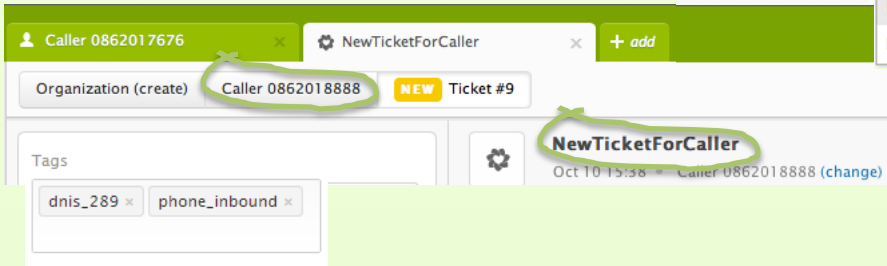 Caller 0862017676 × NewTicketForCaller × + add
Organization (create) Caller 0862018888 NEW Ticket #9
NewTicketForCaller
Oct 10 15:38 Caller 0862018888 (change)
Tags
dnis_289 × phone_inbound ×